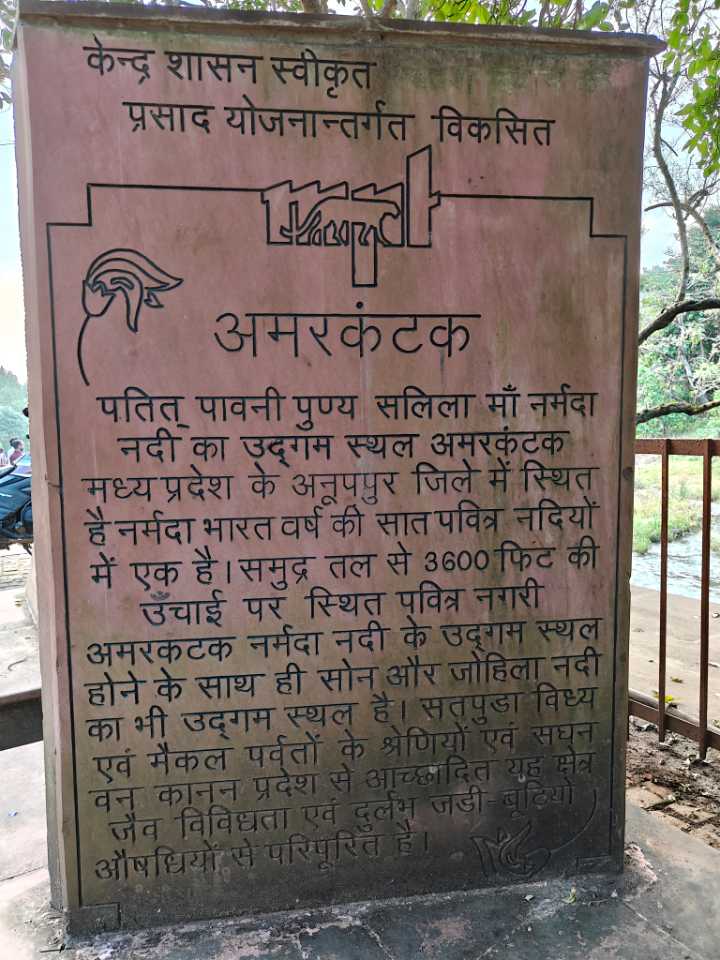 केन्द्र शासन स्वीकृत
प्रसाद योजनान्तर्गत विकसित
अमरकंटक
पतित् पावनी पुण्य सलिला माँ नर्मदा
नदी का उद्‌गम स्थल अमरकंटक
मध्य प्रदेश के अनूपपुर जिले में स्थित
है नर्मदा भारत वर्ष की सात पवित्र नदियों
में एक है। समुद्र तल से 3600 फिट की
उँचाई पर स्थित पवित्र नगरी
अमरकटक नर्मदा नदी के उद्‌गम स्थल
होने के साथ ही सोन और जोहिला नदी
का भी उद्‌गम स्थल है। सतपुडा विध्य
एवं मैकल पर्वतों के श्रेणियों एवं सघन
वन कानन प्रदेश से आच्छादित यह क्षेत्र
जैव विविधता एवं दुर्लभ जडी-बूटियो
औषधियों से परिपूरित है।